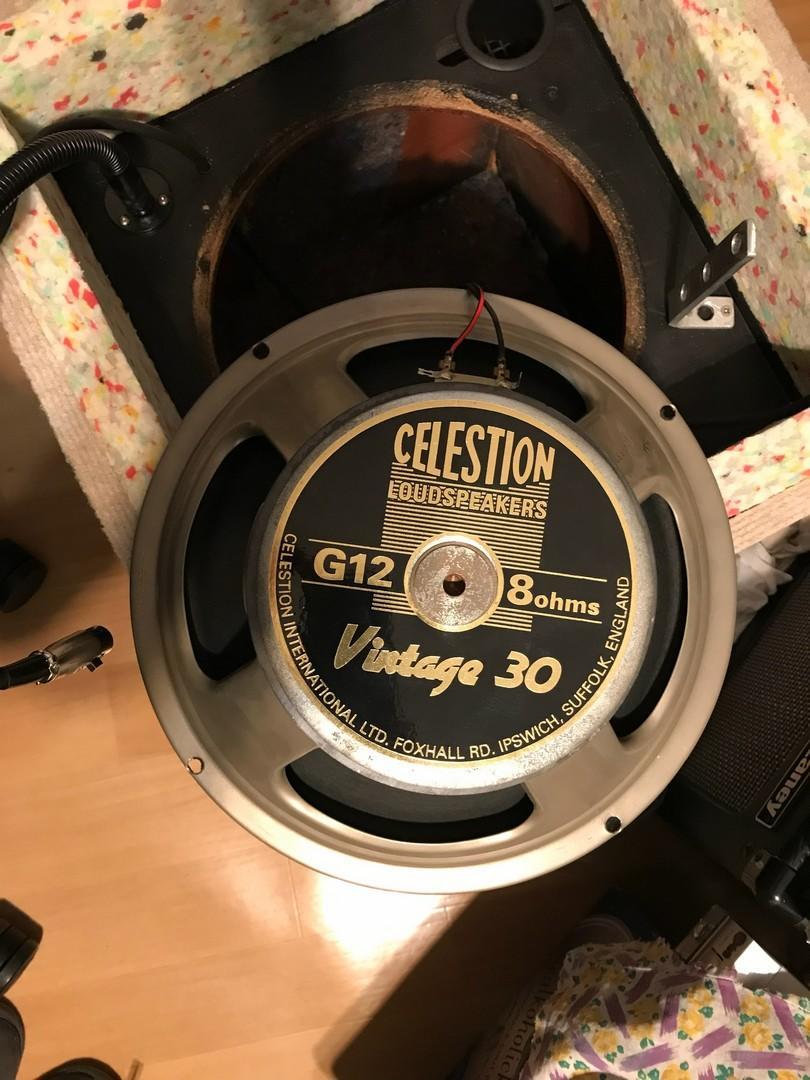 CELESTION
LOUDSPEAKERS
G12
8ohms
Vintage 30
CELESTION INTERNATIONAL LTD. FOXHALL RD. IPSWICH, SUFFOLK, ENGLAND